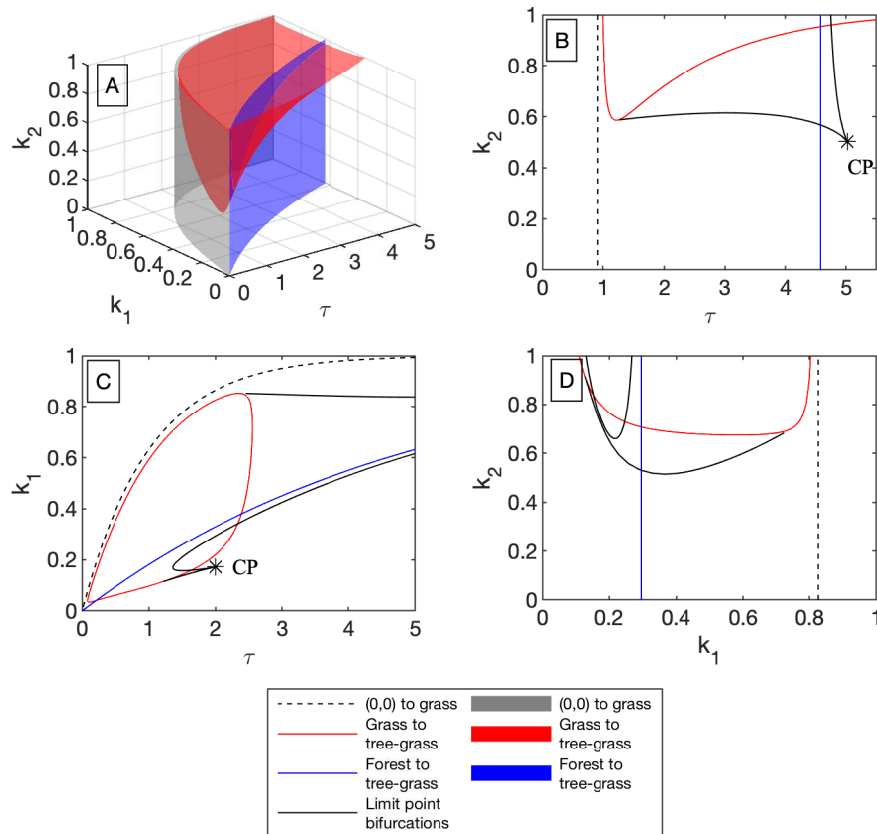 A
k2
1
0.8
0.6
0.4
0.2
0
1
0.8
0.6
0.4
0.2
0
k1
0
1
2
3
4
5
τ
B
k2
1
0.8
0.6
0.4
0.2
0
CP
0 1 2 3 4 5
τ
C
k1
1
0.8
0.6
0.4
0.2
0
CP
0 1 2 3 4 5
τ
D
k2
1
0.8
0.6
0.4
0.2
0
0 0.2 0.4 0.6 0.8 1
k1
(0,0) to grass
Grass to
tree-grass
Forest to
tree-grass
Limit point
bifurcations
(0,0) to grass
Grass to
tree-grass
Forest to
tree-grass